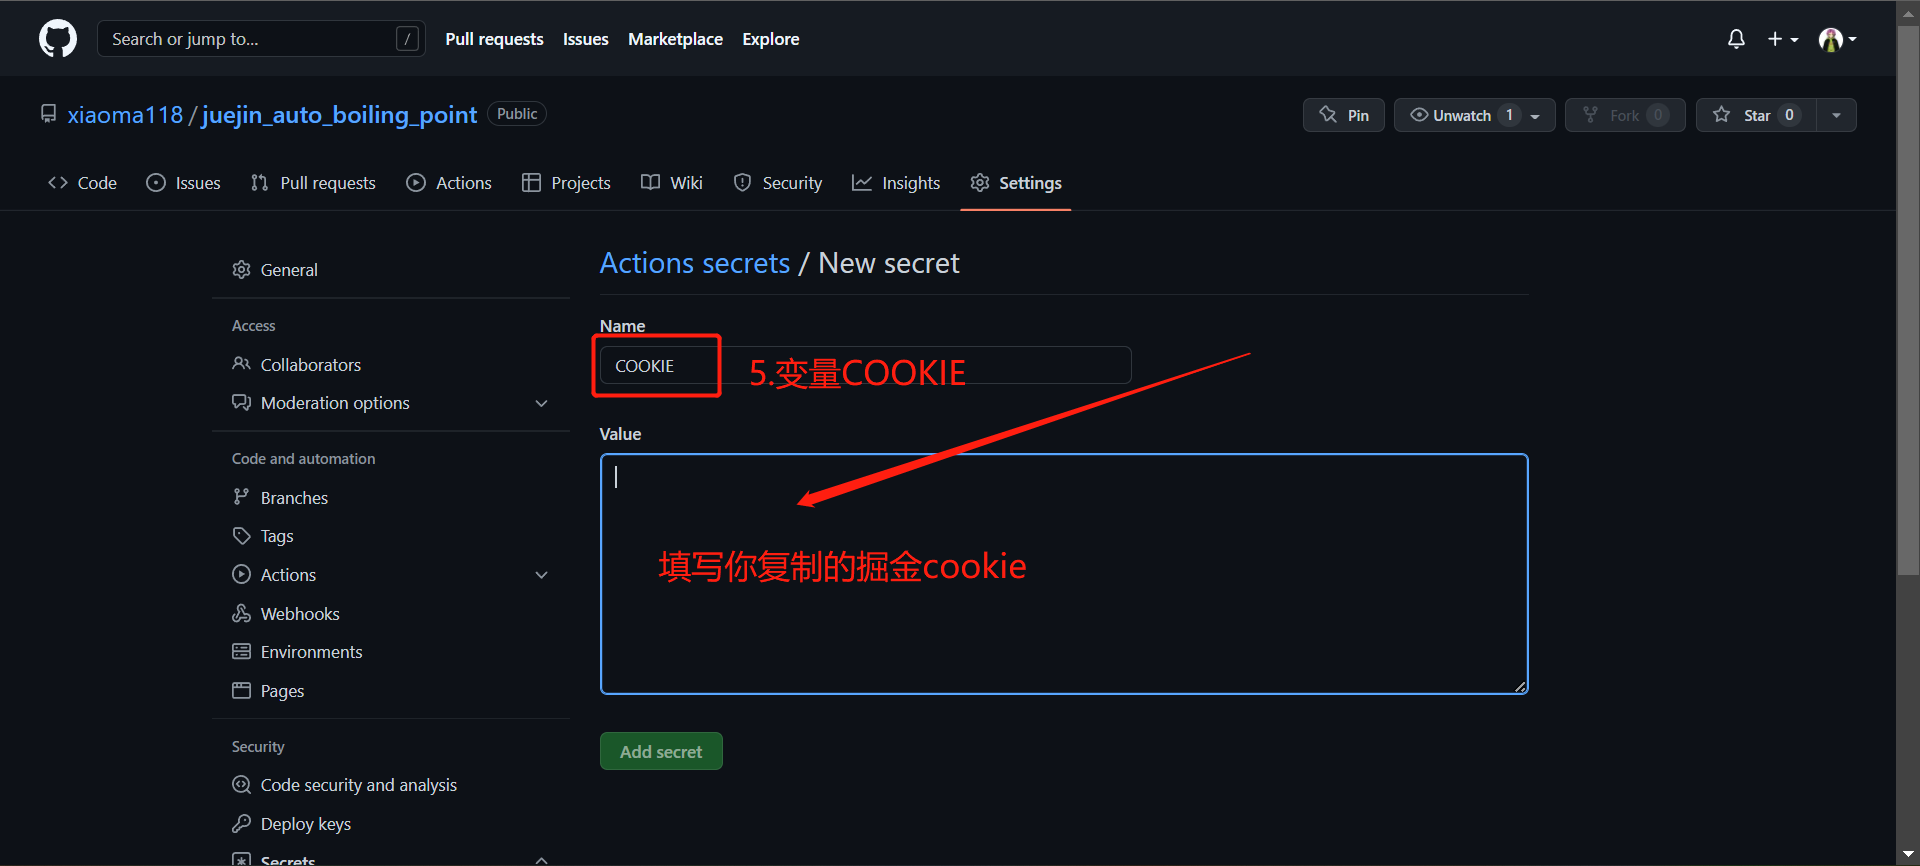 Search or jump to... /
Pull requests Issues Marketplace Explore
xiaoma118 / juejin_auto_boiling_point Public
Pin Unwatch 1 Fork 0 Star 0
Code Issues Pull requests Actions Projects Wiki Security Insights Settings
General
Access
Collaborators
Moderation options
Code and automation
Branches
Tags
Actions
Webhooks
Environments
Pages
Security
Code security and analysis
Deploy keys
Secrets
Actions secrets / New secret
Name
COOKIE 5.变量COOKIE
Value
填写你复制的掘金cookie
Add secret